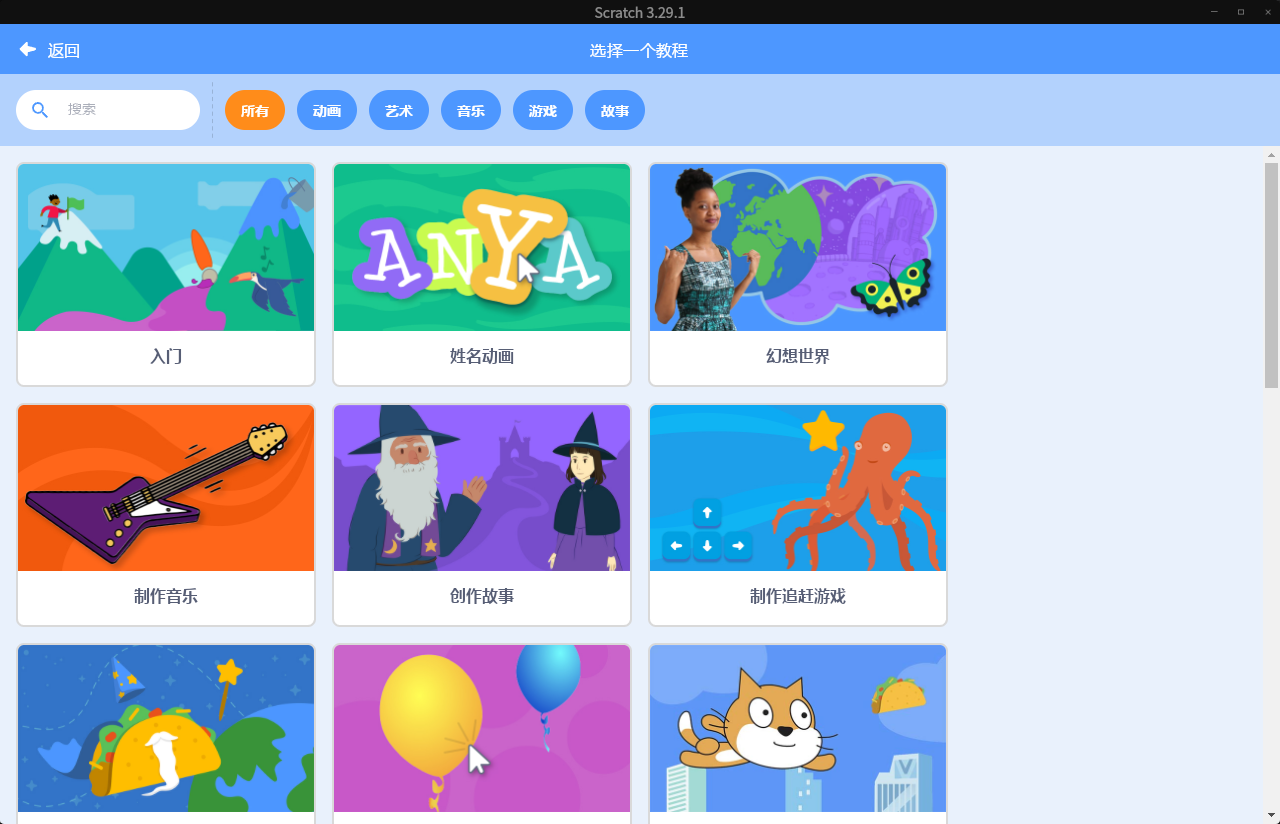 Scratch 3.29.1
返回
选择一个教程
搜索
所有
动画
艺术
音乐
游戏
故事
ANYA
入门
姓名动画
幻想世界
制作音乐
创作故事
制作追赶游戏